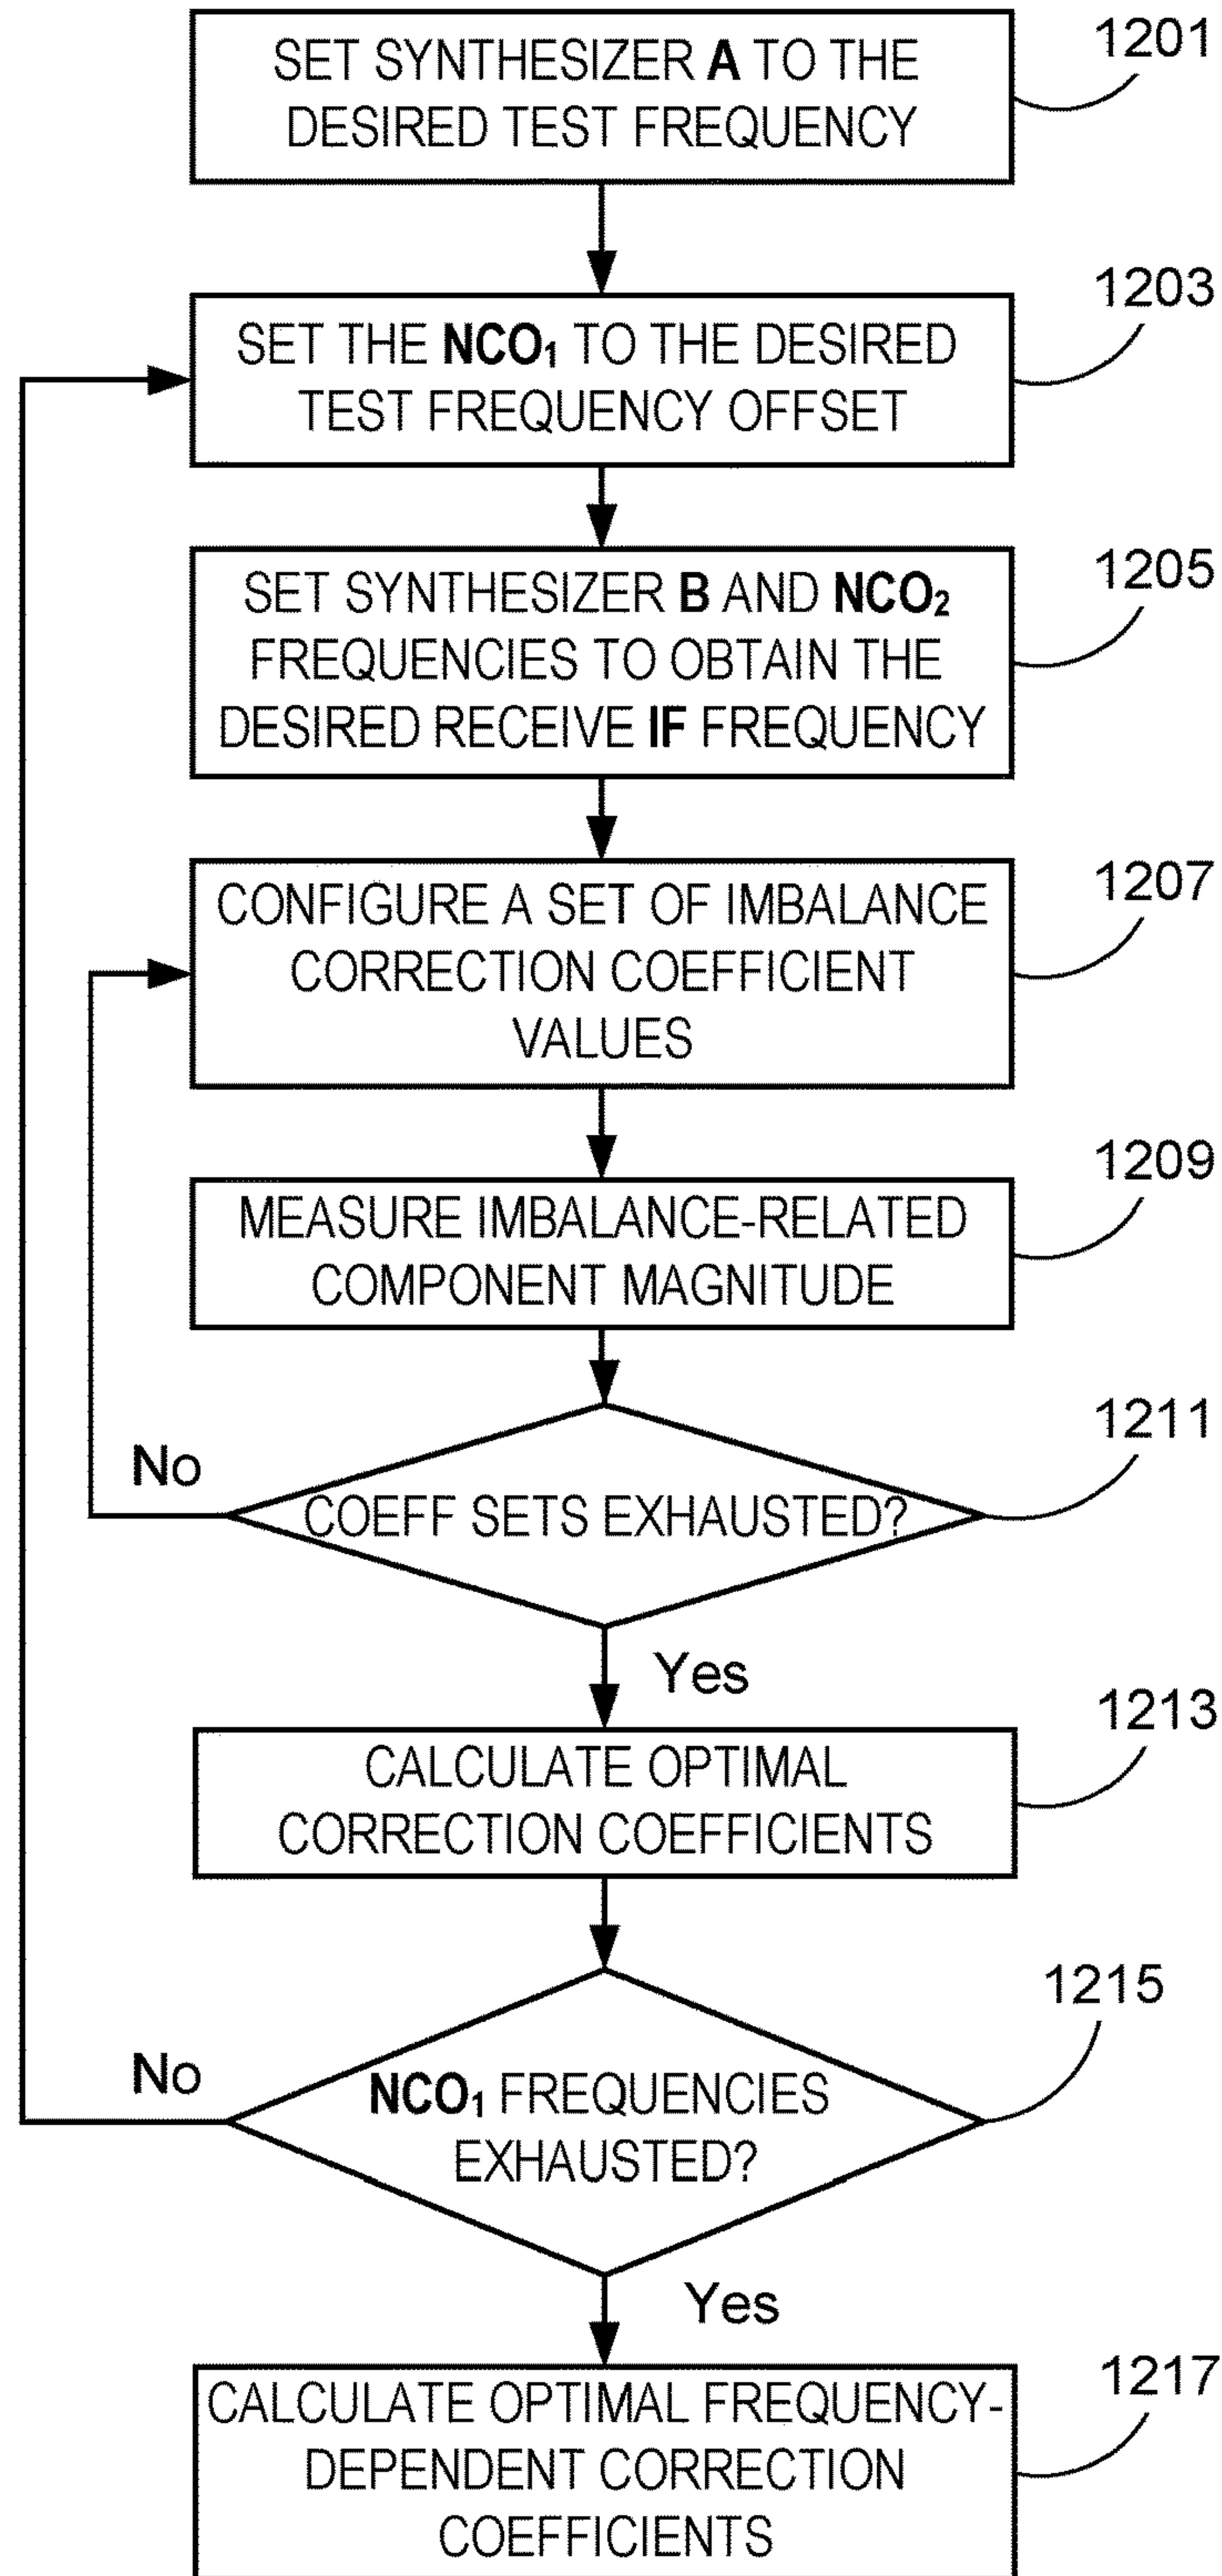 1201
SET SYNTHESIZER A TO THE
DESIRED TEST FREQUENCY
1203
SET THE NCO₁ TO THE DESIRED
TEST FREQUENCY OFFSET
1205
SET SYNTHESIZER B AND NCO₂
FREQUENCIES TO OBTAIN THE
DESIRED RECEIVE IF FREQUENCY
1207
CONFIGURE A SET OF IMBALANCE
CORRECTION COEFFICIENT
VALUES
1209
MEASURE IMBALANCE-RELATED
COMPONENT MAGNITUDE
1211
No
COEFF SETS EXHAUSTED?
Yes
1213
CALCULATE OPTIMAL
CORRECTION COEFFICIENTS
1215
No
NCO₁ FREQUENCIES
EXHAUSTED?
Yes
1217
CALCULATE OPTIMAL FREQUENCY-
DEPENDENT CORRECTION
COEFFICIENTS